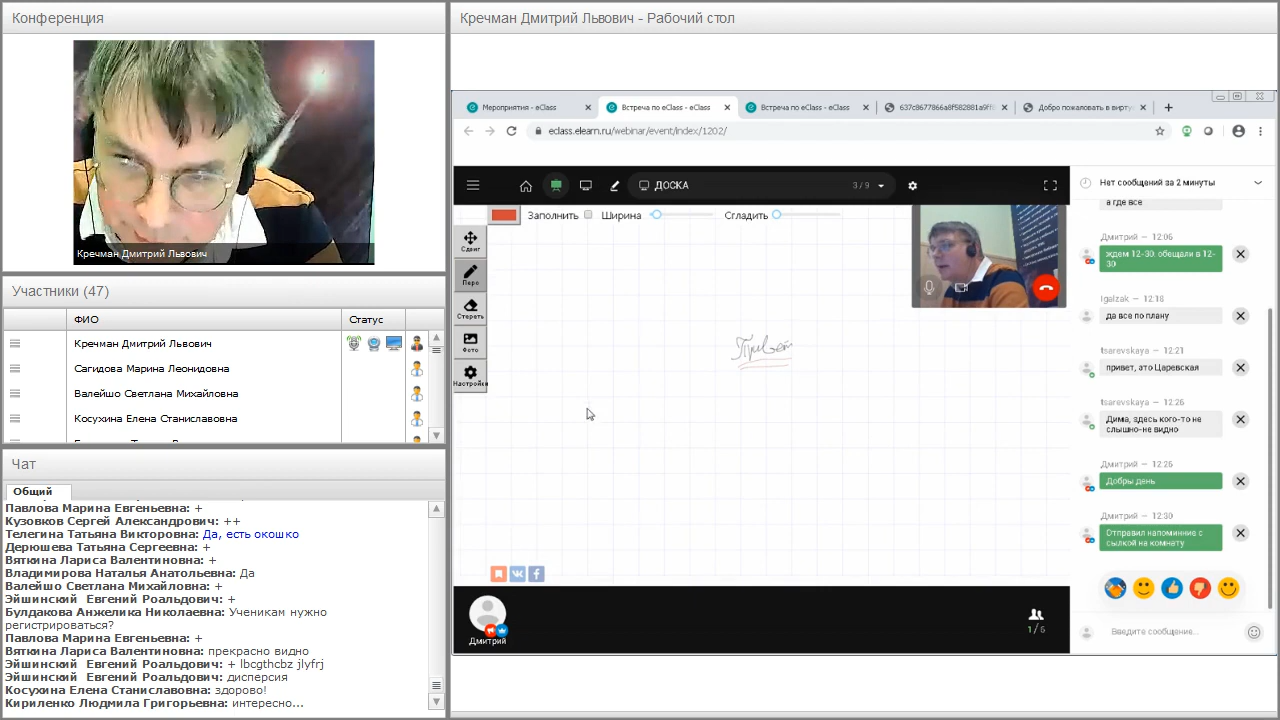 Конференция
Кречман Дмитрий Львович
Участники (47)
ФИО
Статус
Кречман Дмитрий Львович
Сагидова Марина Леонидовна
Валейшо Светлана Михайловна
Косухина Елена Станиславовна
Чат
Общий
Павлова Марина Евгеньевна: +
Кузовков Сергей Александрович: ++
Телегина Татьяна Викторовна: Да, есть окошко
Дерюшева Татьяна Сергеевна: +
Вяткина Лариса Валентиновна: +
Владимирова Наталья Анатольевна: Да
Валейшо Светлана Михайловна: +
Эйшинский Евгений Роальдович: +
Булдакова Анжелика Николаевна: Ученикам нужно
регистрироваться?
Павлова Марина Евгеньевна: +
Вяткина Лариса Валентиновна: прекрасно видно
Эйшинский Евгений Роальдович: + lbcgthcbz jlyfrj
Эйшинский Евгений Роальдович: дисперсия
Косухина Елена Станиславовна: здорово!
Кириленко Людмила Григорьевна: интересно...
Кречман Дмитрий Львович - Рабочий стол
Мероприятия - eClass
Встреча по eClass - eClass
Встреча по eClass - eClass
Добро пожаловать в вирту
eclass.elearn.ru/webinar/event/index/1202/
ДОСКА
3 / 9
Заполнить
Ширина
Сгладить
Сдвиг
Перо
Стереть
Фото
Настройки
Привет
Дмитрий
1 / 5
Нет сообщений за 2 минуты
а где все
Дмитрий — 12:06
ждем 12-30. обещали в 12-
30
Igalzak — 12:18
да все по плану
tsarevskaya — 12:21
привет, это Царевская
tsarevskaya — 12:26
Дима, здесь кого-то не
слышно-не видно
Дмитрий — 12:26
Добры день
Дмитрий — 12:30
Отправил напоминние с
сылкой на комнату
Введите сообщение...